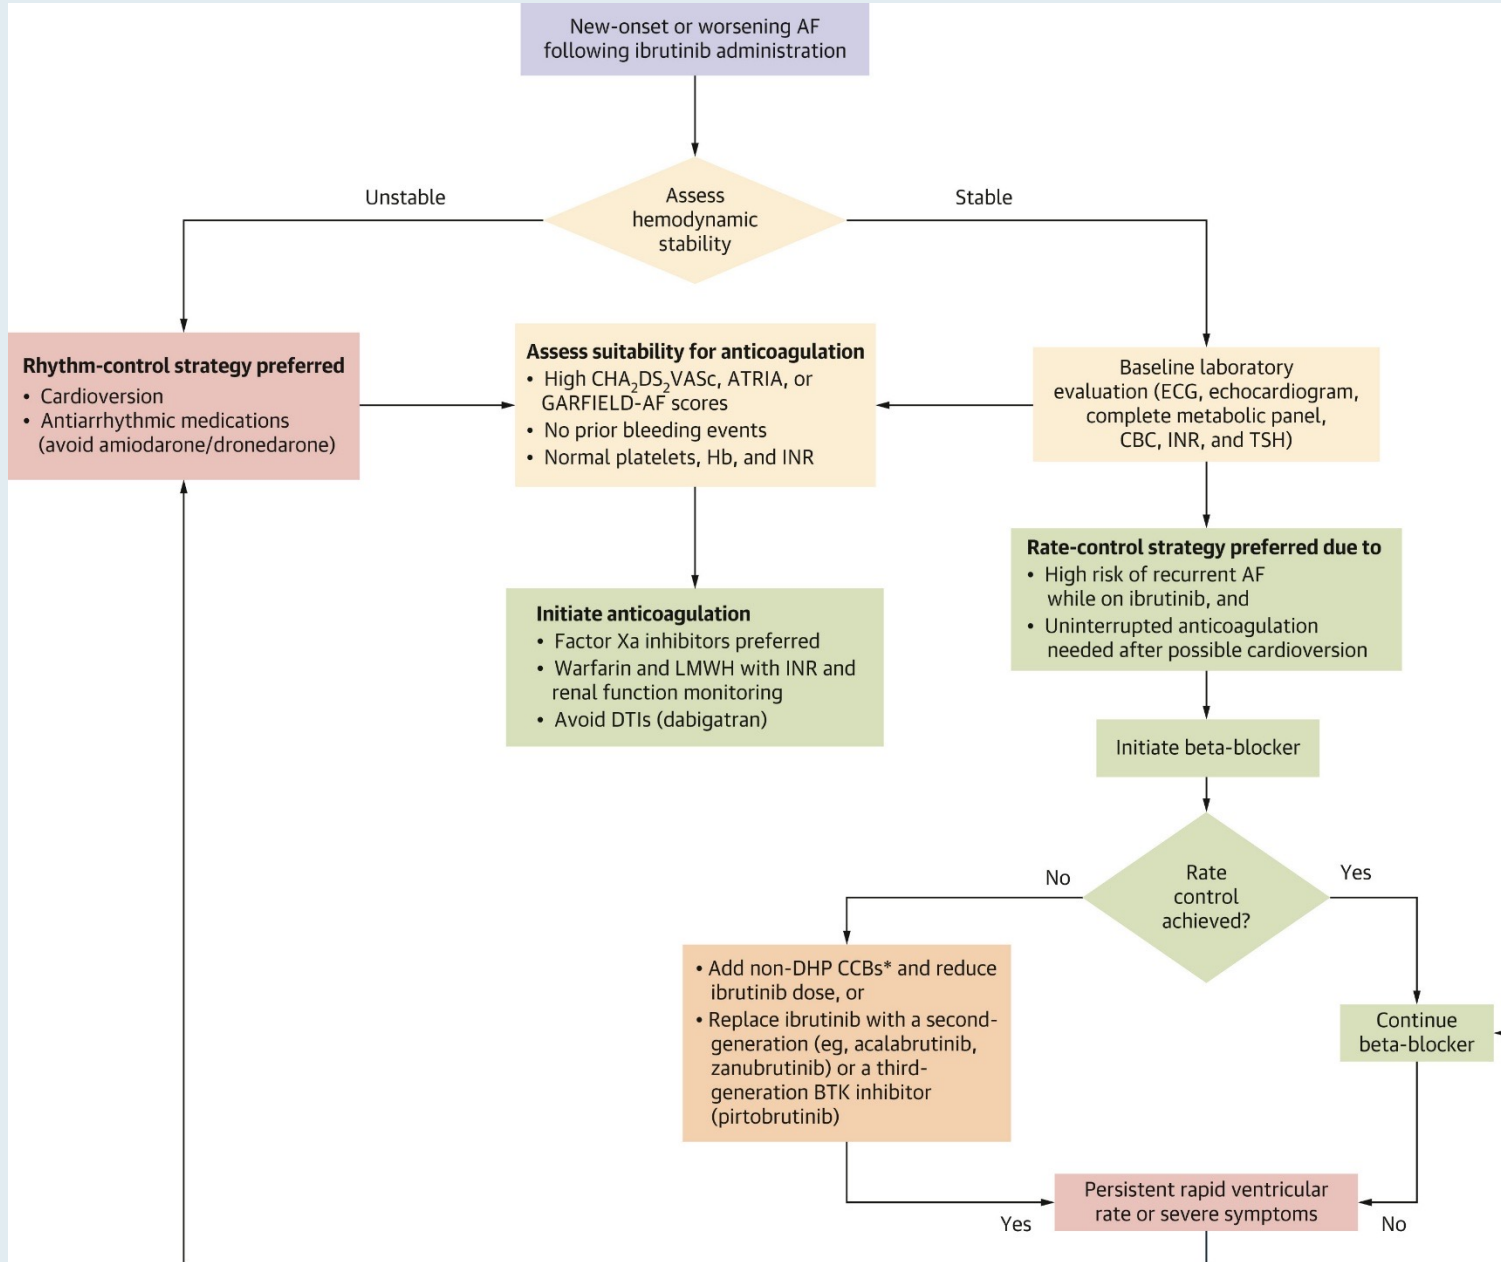 New-onset or worsening AF
following ibrutinib administration
Unstable
Assess
hemodynamic
stability
Stable
Rhythm-control strategy preferred
• Cardioversion
• Antiarrhythmic medications
(avoid amiodarone/dronedarone)
Assess suitability for anticoagulation
• High CHA₂DS₂VASc, ATRIA, or
GARFIELD-AF scores
• No prior bleeding events
• Normal platelets, Hb, and INR
Baseline laboratory
evaluation (ECG, echocardiogram,
complete metabolic panel,
CBC, INR, and TSH)
Rate-control strategy preferred due to
• High risk of recurrent AF
while on ibrutinib, and
• Uninterrupted anticoagulation
needed after possible cardioversion
Initiate anticoagulation
• Factor Xa inhibitors preferred
• Warfarin and LMWH with INR and
renal function monitoring
• Avoid DTIs (dabigatran)
Initiate beta-blocker
No
Rate
control
achieved?
Yes
• Add non-DHP CCBs* and reduce
ibrutinib dose, or
• Replace ibrutinib with a second-
generation (eg, acalabrutinib,
zanubrutinib) or a third-
generation BTK inhibitor
(pirtobrutinib)
Continue
beta-blocker
Yes
Persistent rapid ventricular
rate or severe symptoms
No